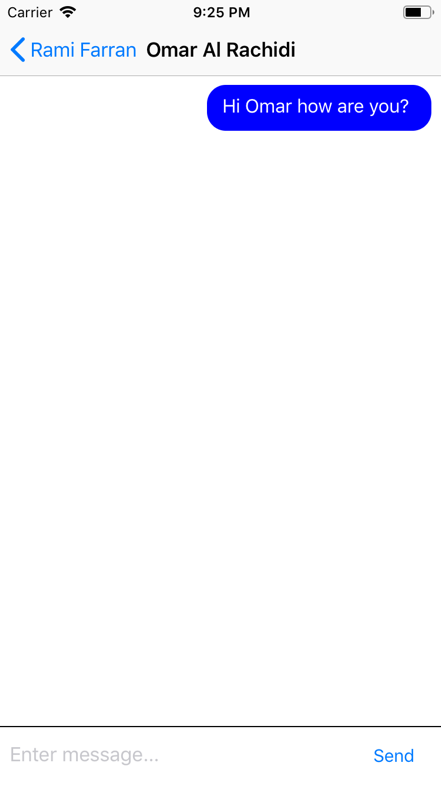 Carrier 9:25 PM
Rami Farran Omar Al Rachidi
Hi Omar how are you?
Enter message... Send